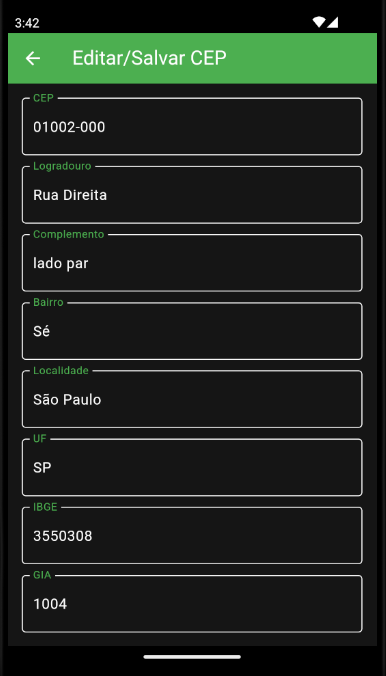 3:42
Editar/Salvar CEP
CEP
01002-000
Logradouro
Rua Direita
Complemento
lado par
Bairro
Sé
Localidade
São Paulo
UF
SP
IBGE
3550308
GIA
1004